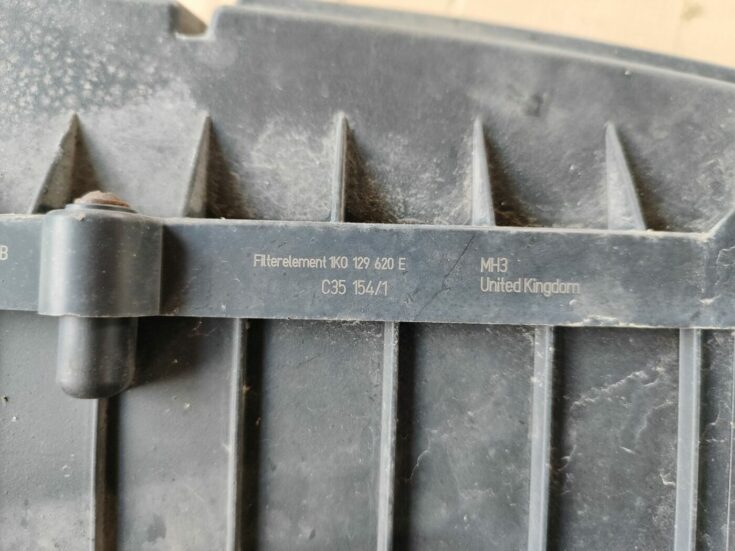 B
Filterelement 1K0 129 620 E
C35 154/1
MH3
United Kingdom